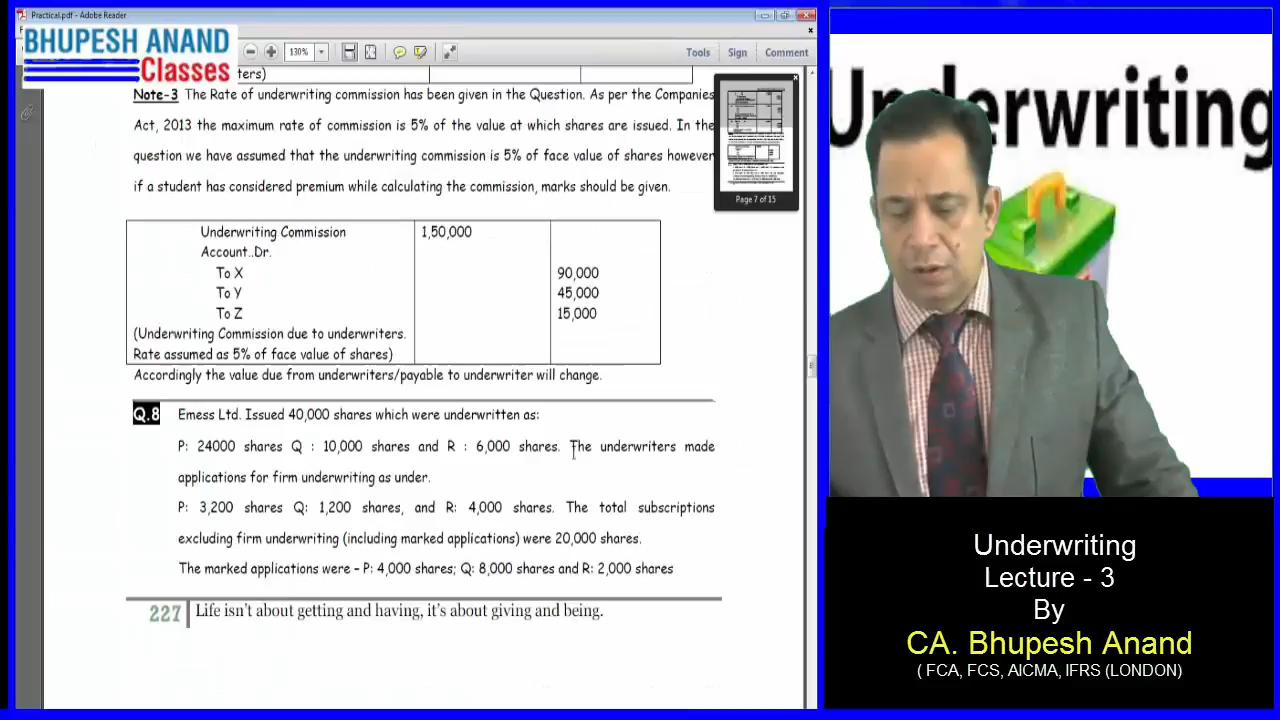 Practical.pdf - Adobe Reader
BHUPESH ANAND
Classes
130%
Tools
Sign
Comment
ters)
Note-3 The Rate of underwriting commission has been given in the Question. As per the Companies
Act, 2013 the maximum rate of commission is 5% of the value at which shares are issued. In the
question we have assumed that the underwriting commission is 5% of face value of shares however
if a student has considered premium while calculating the commission, marks should be given.
Page 7 of 15
Underwriting Commission 1,50,000
Account..Dr.
To X 90,000
To Y 45,000
To Z 15,000
(Underwriting Commission due to underwriters.
Rate assumed as 5% of face value of shares)
Accordingly the value due from underwriters/payable to underwriter will change.
Q.8 Emess Ltd. Issued 40,000 shares which were underwritten as:
P: 24000 shares Q : 10,000 shares and R : 6,000 shares. The underwriters made
applications for firm underwriting as under.
P: 3,200 shares Q: 1,200 shares, and R: 4,000 shares. The total subscriptions
excluding firm underwriting (including marked applications) were 20,000 shares.
The marked applications were – P: 4,000 shares; Q: 8,000 shares and R: 2,000 shares
227 Life isn't about getting and having, it's about giving and being.
Underwriting
Underwriting
Lecture - 3
By
CA. Bhupesh Anand
( FCA, FCS, AICMA, IFRS (LONDON)